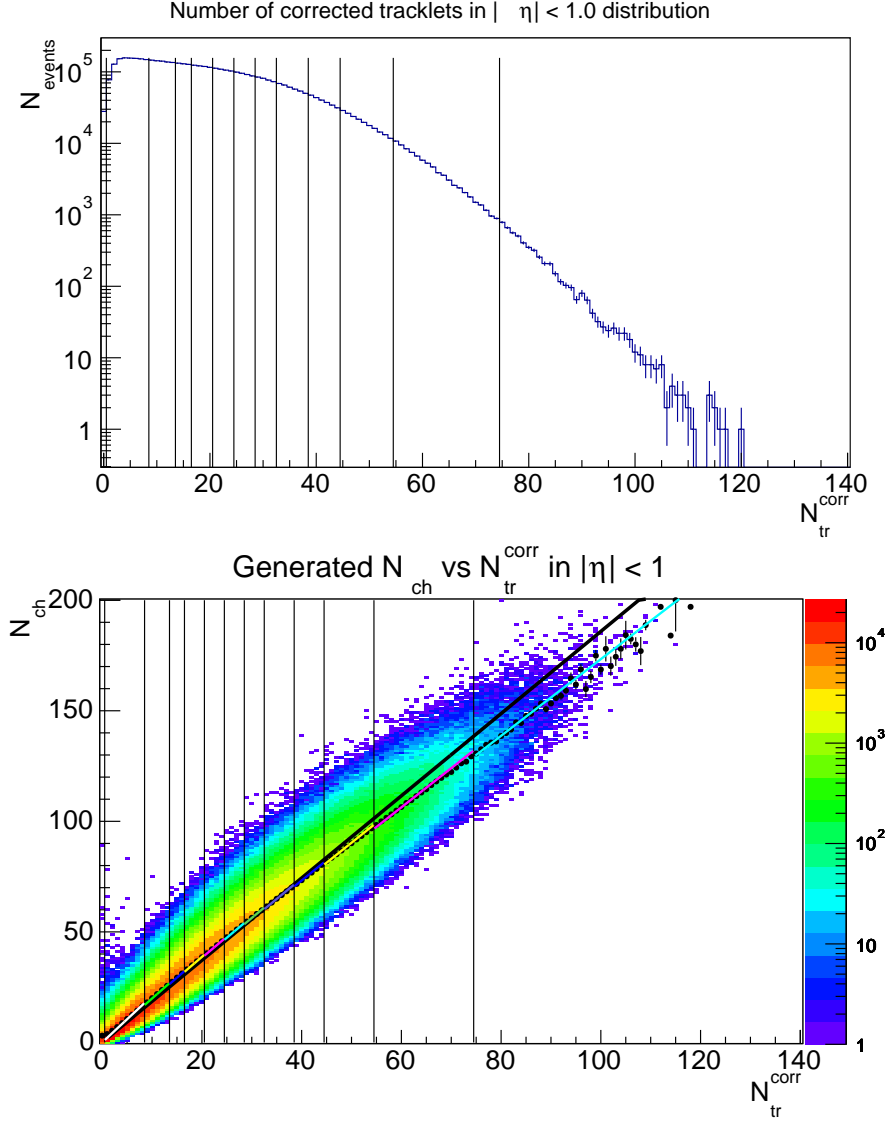 Number of corrected tracklets in | η| < 1.0 distribution
N_events
10^5
10^4
10^3
10^2
10
1
0 20 40 60 80 100 120 140
N_tr^corr
Generated N_ch vs N_tr^corr in |η| < 1
N_ch
200
150
100
50
0
0 20 40 60 80 100 120 140
N_tr^corr
10^4
10^3
10^2
10
1